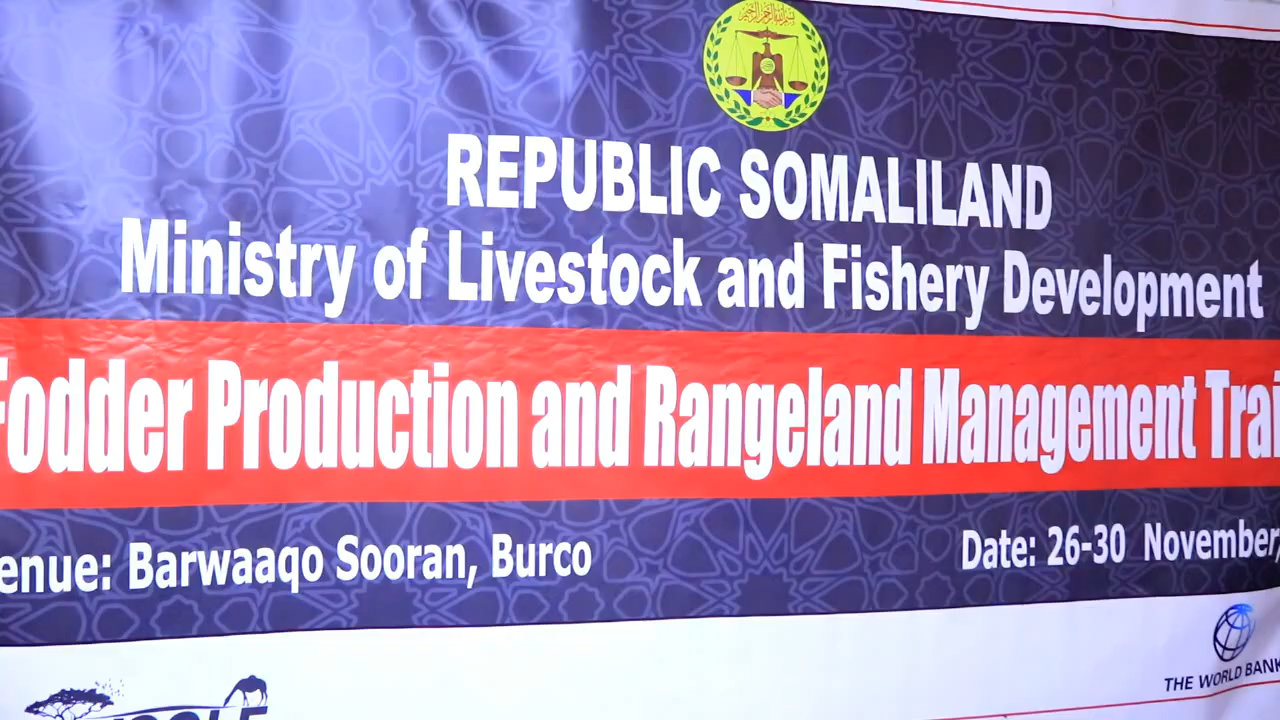 REPUBLIC SOMALILAND
Ministry of Livestock and Fishery Development
Fodder Production and Rangeland Management Trai
enue: Barwaaqo Sooran, Burco
Date: 26-30 November,
THE WORLD BANK